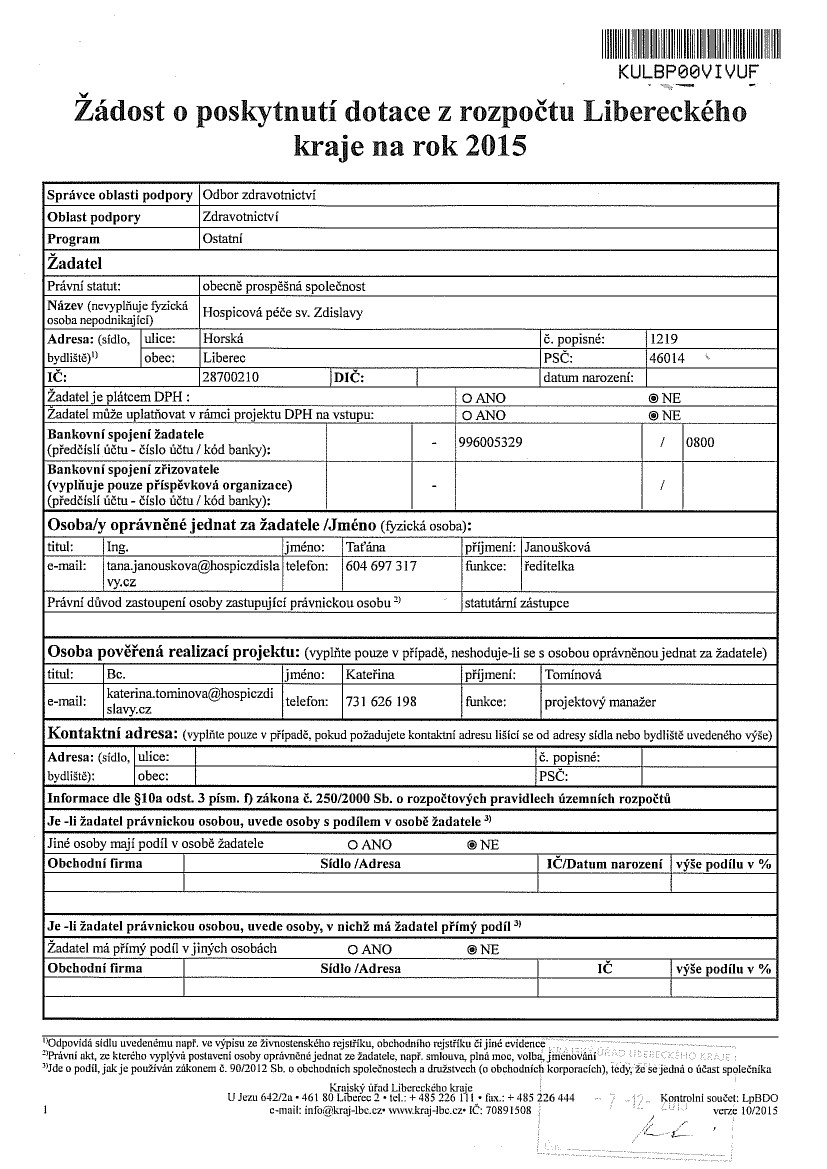 KULBP00VIVUF
Žádost o poskytnutí dotace z rozpočtu Libereckého
kraje na rok 2015
Správce oblasti podpory Odbor zdravotnictví
Oblast podpory Zdravotnictví
Program Ostatní
Žadatel
Právní statut: obecně prospěšná společnost
Název (nevyplňuje fyzická
osoba nepodnikající) Hospicová péče sv. Zdislavy
Adresa: (sídlo, ulice: Horská č. popisné: 1219
bydliště)1) obec: Liberec PSČ: 46014
IČ: 28700210 DIČ: datum narození:
Žadatel je plátcem DPH : ANO NE
Žadatel může uplatňovat v rámci projektu DPH na vstupu: ANO NE
Bankovní spojení žadatele
(předčíslí účtu - číslo účtu / kód banky): - 996005329 / 0800
Bankovní spojení zřizovatele
(vyplňuje pouze příspěvková organizace) - /
(předčíslí účtu - číslo účtu / kód banky):
Osoba/y oprávněné jednat za žadatele /Jméno (fyzická osoba):
titul: Ing. jméno: Taťána příjmení: Janoušková
e-mail: tana.janouskova@hospiczdisla telefon: 604 697 317 funkce: ředitelka
vy.cz
Právní důvod zastoupení osoby zastupující právnickou osobu 2) statutární zástupce
Osoba pověřená realizací projektu: (vyplňte pouze v případě, neshoduje-li se s osobou oprávněnou jednat za žadatele)
titul: Bc. jméno: Kateřina příjmení: Tomínová
e-mail: katerina.tominova@hospiczdi telefon: 731 626 198 funkce: projektový manažer
slavy.cz
Kontaktní adresa: (vyplňte pouze v případě, pokud požadujete kontaktní adresu lišící se od adresy sídla nebo bydliště uvedeného výše)
Adresa: (sídlo, ulice: č. popisné:
bydliště): obec: PSČ:
Informace dle §10a odst. 3 písm. f) zákona č. 250/2000 Sb. o rozpočtových pravidlech územních rozpočtů
Je -li žadatel právnickou osobou, uvede osoby s podílem v osobě žadatele 3)
Jiné osoby mají podíl v osobě žadatele ANO NE
Obchodní firma Sídlo /Adresa IČ/Datum narození výše podílu v %
Je -li žadatel právnickou osobou, uvede osoby, v nichž má žadatel přímý podíl 3)
Žadatel má přímý podíl v jiných osobách ANO NE
Obchodní firma Sídlo /Adresa IČ výše podílu v %
1)Odpovídá sídlu uvedenému např. ve výpisu ze živnostenského rejstříku, obchodního rejstříku či jiné evidence
2)Právní akt, ze kterého vyplývá postavení osoby oprávněné jednat ze žadatele, např. smlouva, plná moc, volba, jmenování
KRAJSKÝ ÚŘAD LIBERECKÉHO KRAJE
3)Jde o podíl, jak je používán zákonem č. 90/2012 Sb. o obchodních společnostech a družstvech (o obchodních korporacích), tedy, že se jedná o účast společníka
Krajský úřad Libereckého kraje
U Jezu 642/2a • 461 80 Liberec 2 • tel.: + 485 226 111 • fax.: + 485 226 444 Kontrolní součet: LpBDO
- 7 -12- 2015
1 e-mail: info@kraj-lbc.cz• www.kraj-lbc.cz• IČ: 70891508 verze 10/2015